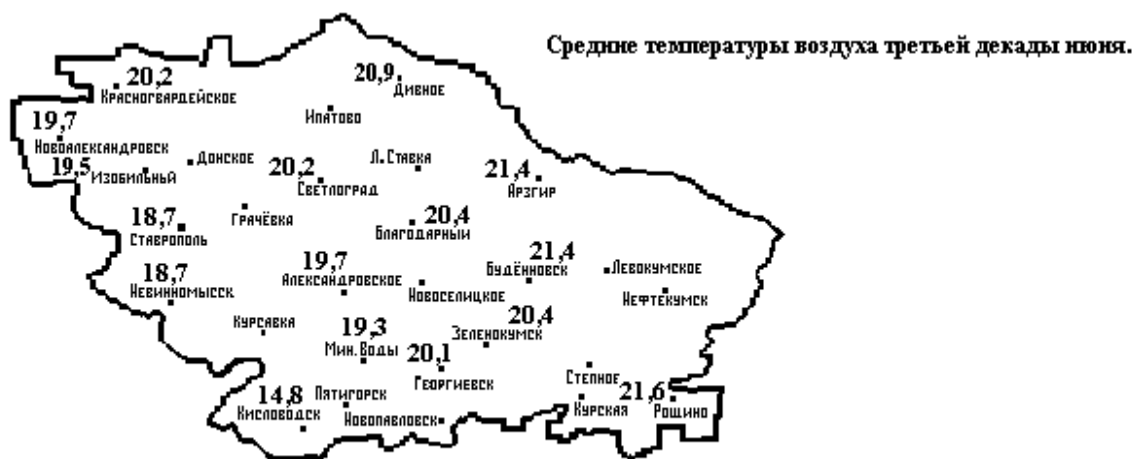 Средние температуры воздуха третьей декады июня.
20,2
Красногвардейское
20,9
Дивное
Ипатово
19,7
Новоалександровск
Донское
19,5
Изобильный
20,2
Светлоград
Л.Ставка
21,4
Арзгир
18,7
Ставрополь
Грачёвка
20,4
Благодарный
18,7
Невинномысск
19,7
Александровское
Новоселицкое
21,4
Будённовск
Левокумское
Нефтекумск
Курсавка
19,3
Мин.Воды
20,4
Зеленокумск
20,1
Георгиевск
Степное
14,8
Кисловодск
Пятигорск
Новопавловск
Курская
21,6
Рощино